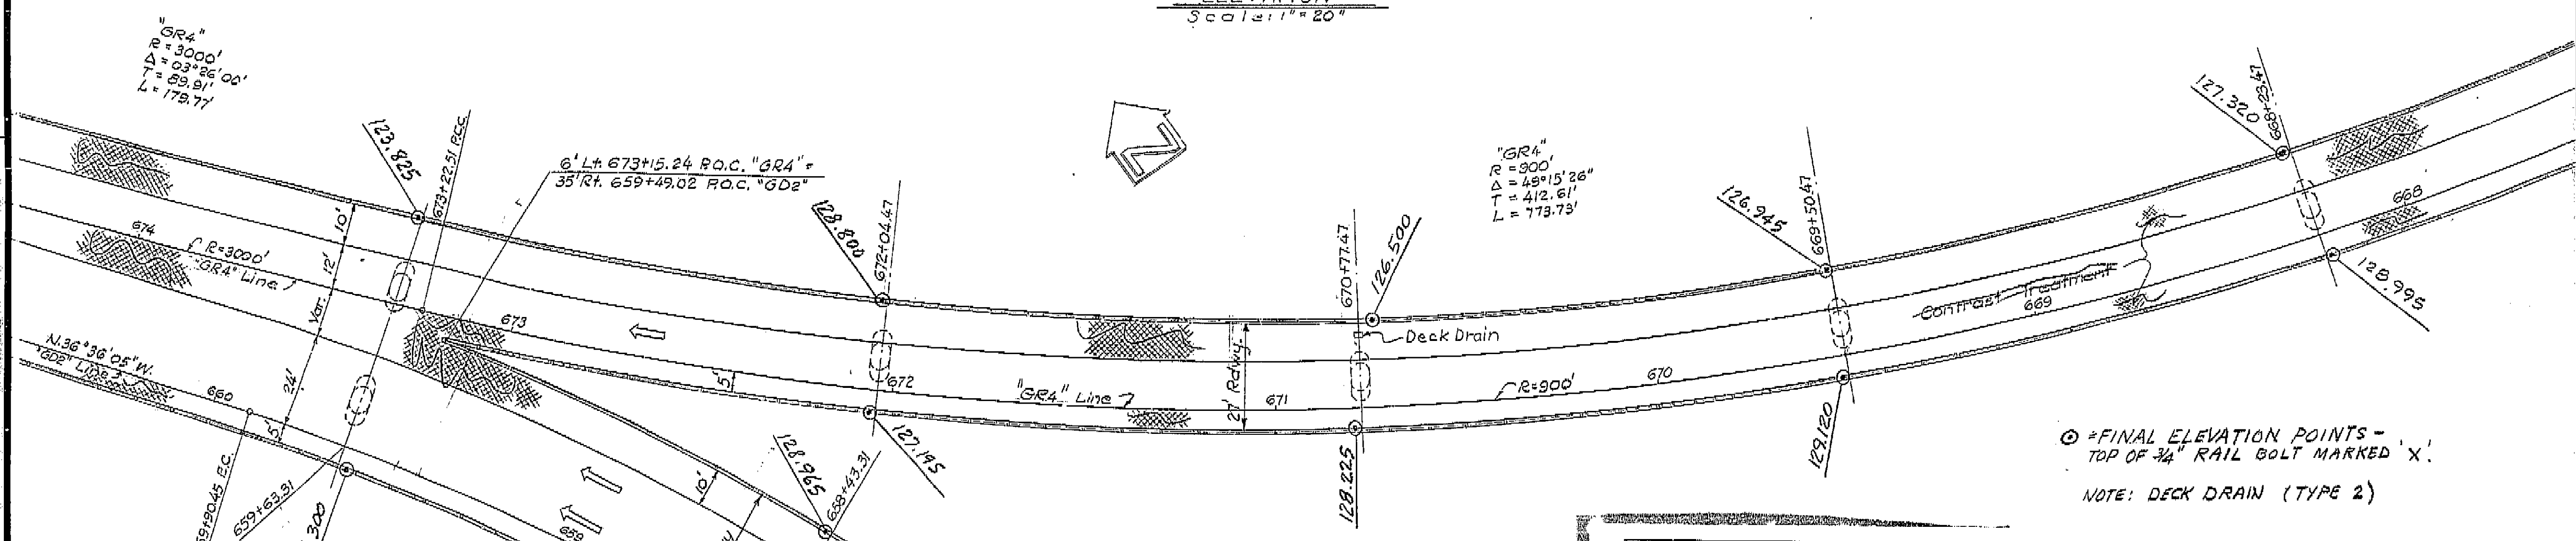 ELEVATION
Scale: 1" = 20"
"GR4"
R = 3000'
Δ = 03°26'00"
T = 89.91'
L = 179.77'
123.825
673+22.51 P.C.C.
6' Lt. 673+15.24 P.O.C. "GR4" =
35' Rt. 659+49.02 P.O.C. "GD2"
128.800
672+04.47
670+77.47
126.500
"GR4"
R = 900'
Δ = 49°15'26"
T = 412.61'
L = 773.73'
126.945
669+50.47
127.320
668+23.47
668
128.995
674
R=3000'
"GR4" Line
10'
12'
Var.
24'
5'
673
672
5'
27' Rdwy.
Deck Drain
"GR4" Line
671
R=900'
670
Contrast Treatment
669
N.36°36'05"W.
"GD2" Line
660
659+90.45 B.C.
659+63.31
.300
659
10'
128.965
658+43.31
127.195
128.225
129.120
= FINAL ELEVATION POINTS -
TOP OF 3/4" RAIL BOLT MARKED 'X'.
NOTE: DECK DRAIN (TYPE 2)